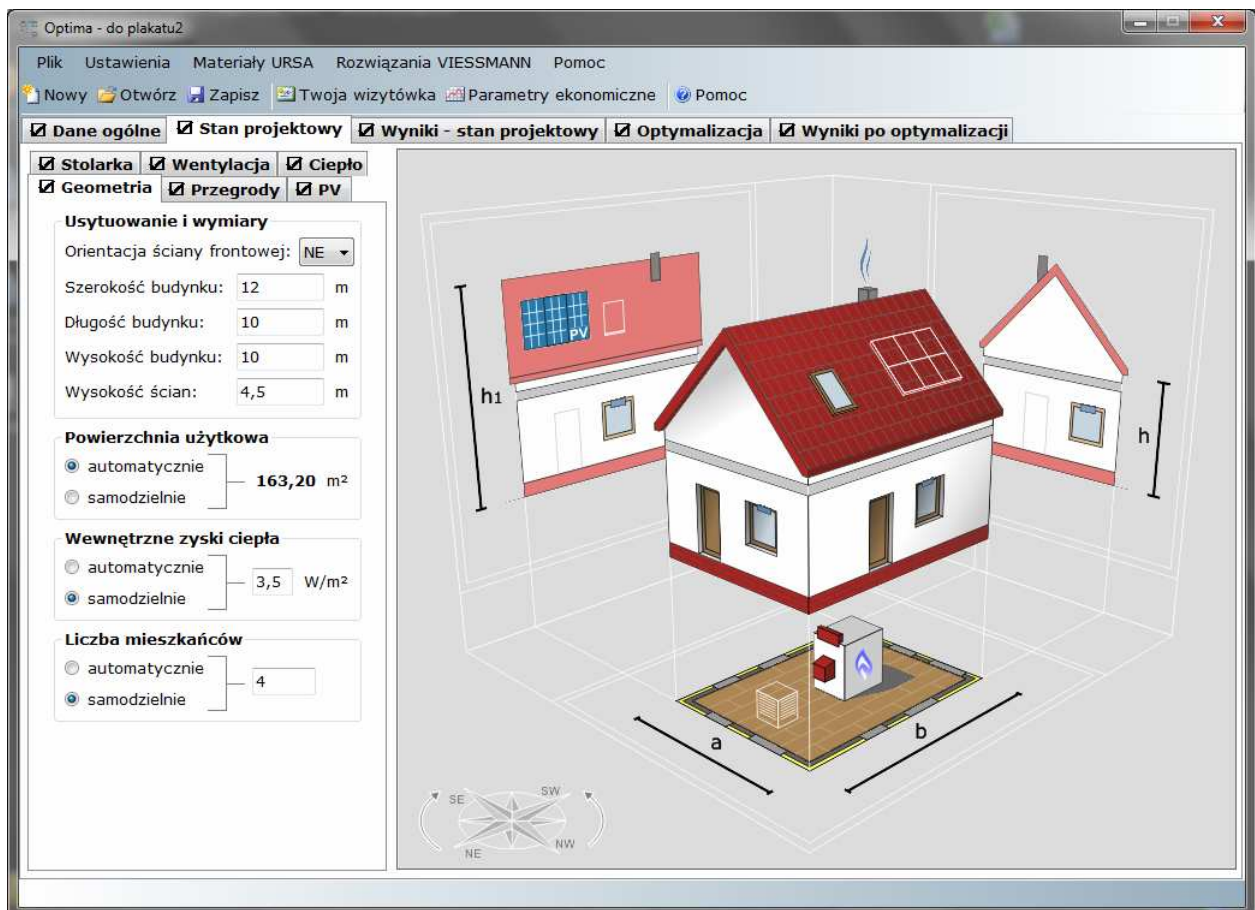 Optima - do plakatu2
Plik Ustawienia Materiały URSA Rozwiązania VIESSMANN Pomoc
Nowy Otwórz Zapisz Twoja wizytówka Parametry ekonomiczne Pomoc
Dane ogólne Stan projektowy Wyniki - stan projektowy Optymalizacja Wyniki po optymalizacji
Stolarka Wentylacja Ciepło
Geometria Przegrody PV
Usytuowanie i wymiary
Orientacja ściany frontowej: NE
Szerokość budynku: 12 m
Długość budynku: 10 m
Wysokość budynku: 10 m
Wysokość ścian: 4,5 m
Powierzchnia użytkowa
automatycznie
163,20 m²
samodzielnie
Wewnętrzne zyski ciepła
automatycznie
3,5 W/m²
samodzielnie
Liczba mieszkańców
automatycznie
4
samodzielnie
PV
h1
h
a
b
SE
SW
NE
NW